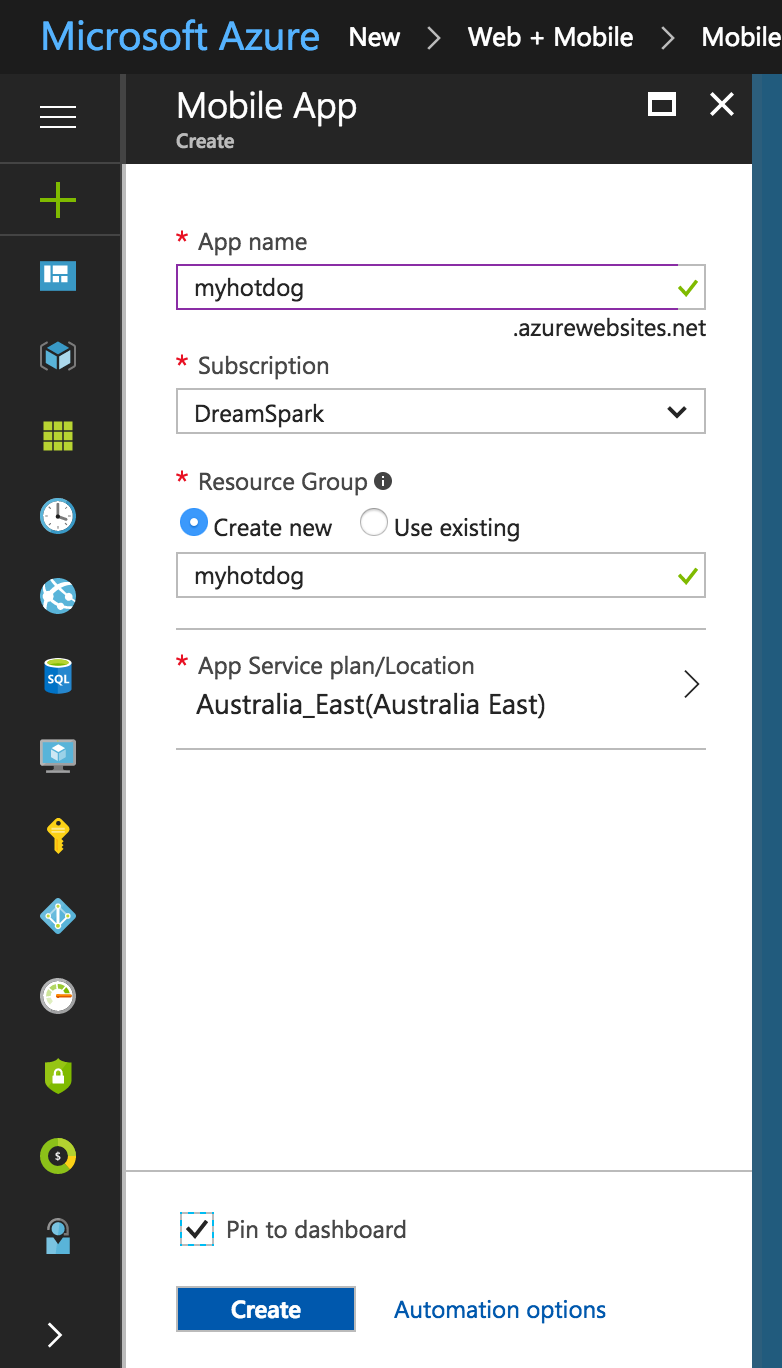 Microsoft Azure New > Web + Mobile > Mobile
Mobile App
Create
* App name
myhotdog
.azurewebsites.net
* Subscription
DreamSpark
* Resource Group
Create new Use existing
myhotdog
* App Service plan/Location
Australia_East(Australia East)
SQL
$
Pin to dashboard
Create Automation options